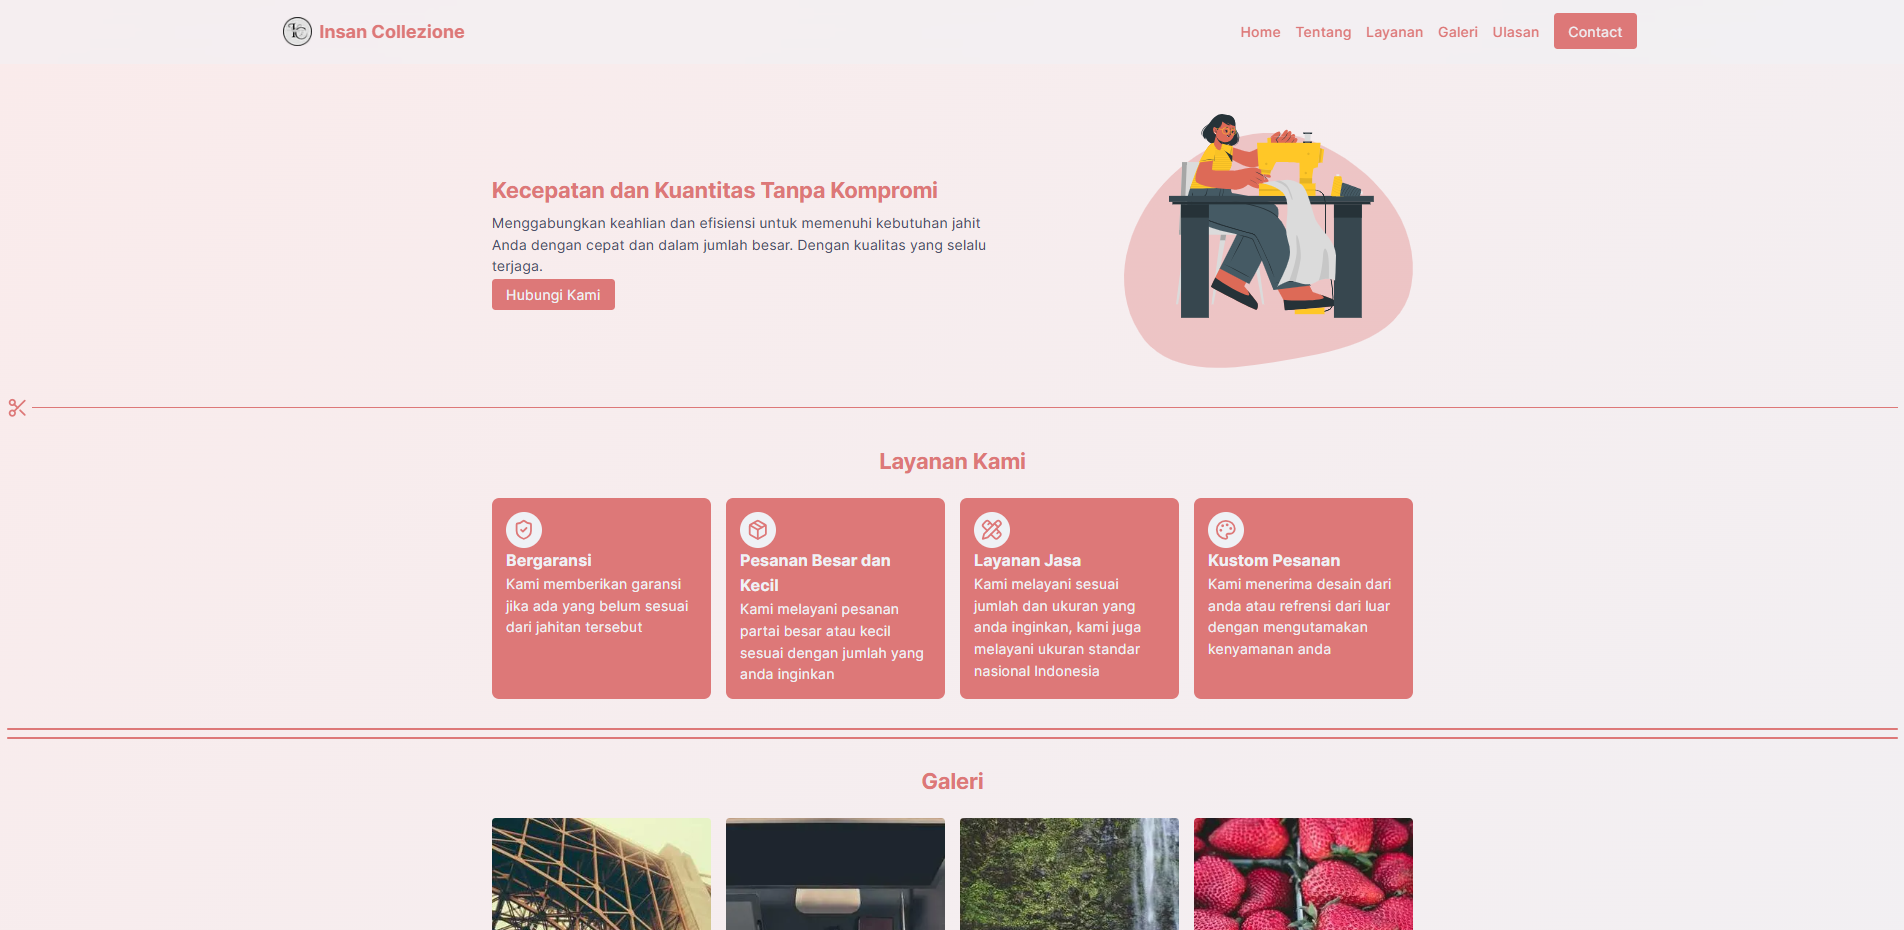 Insan Collezione
Home Tentang Layanan Galeri Ulasan Contact
Kecepatan dan Kuantitas Tanpa Kompromi
Menggabungkan keahlian dan efisiensi untuk memenuhi kebutuhan jahit
Anda dengan cepat dan dalam jumlah besar. Dengan kualitas yang selalu
terjaga.
Hubungi Kami
Layanan Kami
Bergaransi
Kami memberikan garansi
jika ada yang belum sesuai
dari jahitan tersebut
Pesanan Besar dan
Kecil
Kami melayani pesanan
partai besar atau kecil
sesuai dengan jumlah yang
anda inginkan
Layanan Jasa
Kami melayani sesuai
jumlah dan ukuran yang
anda inginkan, kami juga
melayani ukuran standar
nasional Indonesia
Kustom Pesanan
Kami menerima desain dari
anda atau refrensi dari luar
dengan mengutamakan
kenyamanan anda
Galeri